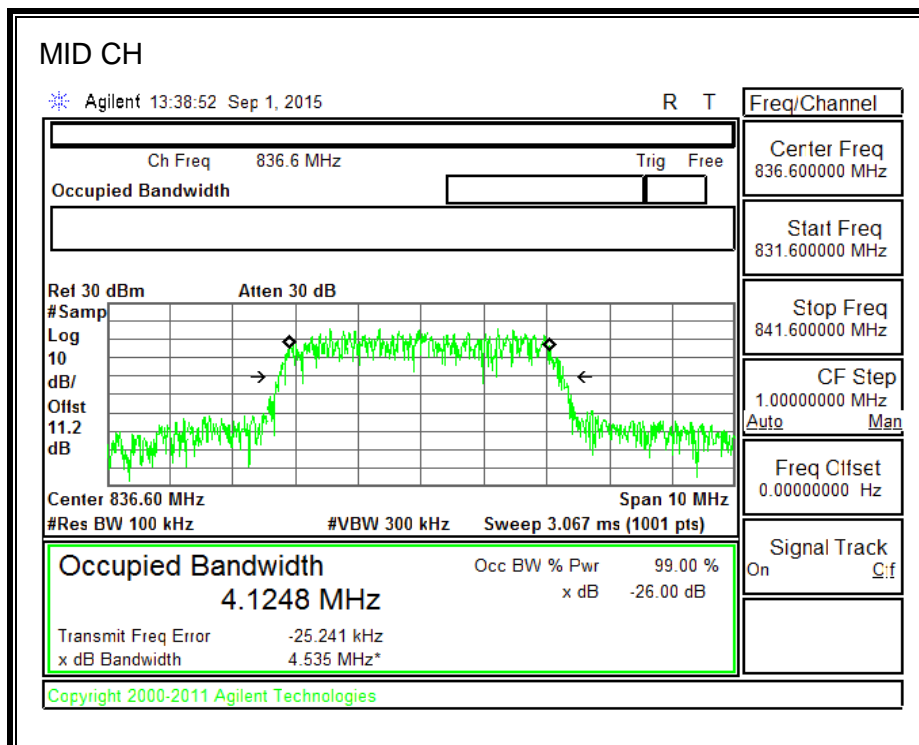 MID CH
Agilent 13:38:52 Sep 1, 2015 R T
Freq/Channel
Ch Freq 836.6 MHz Trig Free
Occupied Bandwidth
Center Freq
836.600000 MHz
Start Freq
831.600000 MHz
Stop Freq
841.600000 MHz
CF Step
1.00000000 MHz
Auto Man
Freq Offset
0.00000000 Hz
Signal Track
On Off
Ref 30 dBm Atten 30 dB
#Samp
Log
10
dB/
Offst
11.2
dB
Center 836.60 MHz Span 10 MHz
#Res BW 100 kHz #VBW 300 kHz Sweep 3.067 ms (1001 pts)
Occupied Bandwidth
4.1248 MHz
Occ BW % Pwr 99.00 %
x dB -26.00 dB
Transmit Freq Error -25.241 kHz
x dB Bandwidth 4.535 MHz*
Copyright 2000-2011 Agilent Technologies